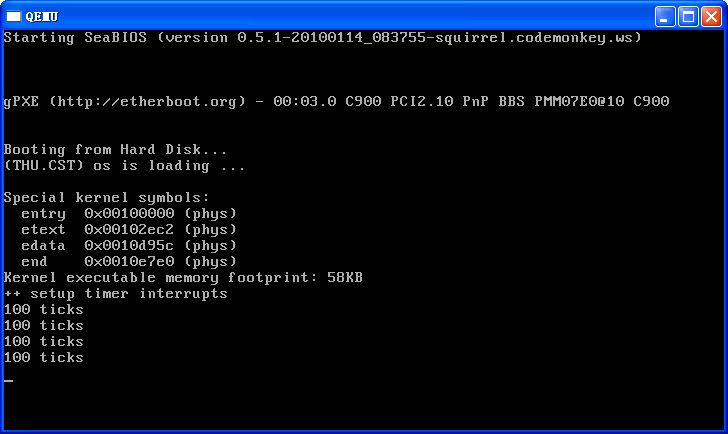 QEMU
Starting SeaBIOS (version 0.5.1-20100114_083755-squirrel.codemonkey.ws)
gPXE (http://etherboot.org) - 00:03.0 C900 PCI2.10 PnP BBS PMM07E0@10 C900
Booting from Hard Disk...
(THU.CST) os is loading ...
Special kernel symbols:
  entry  0x00100000 (phys)
  etext  0x00102ec2 (phys)
  edata  0x0010d95c (phys)
  end    0x0010e7e0 (phys)
Kernel executable memory footprint: 58KB
++ setup timer interrupts
100 ticks
100 ticks
100 ticks
100 ticks
_